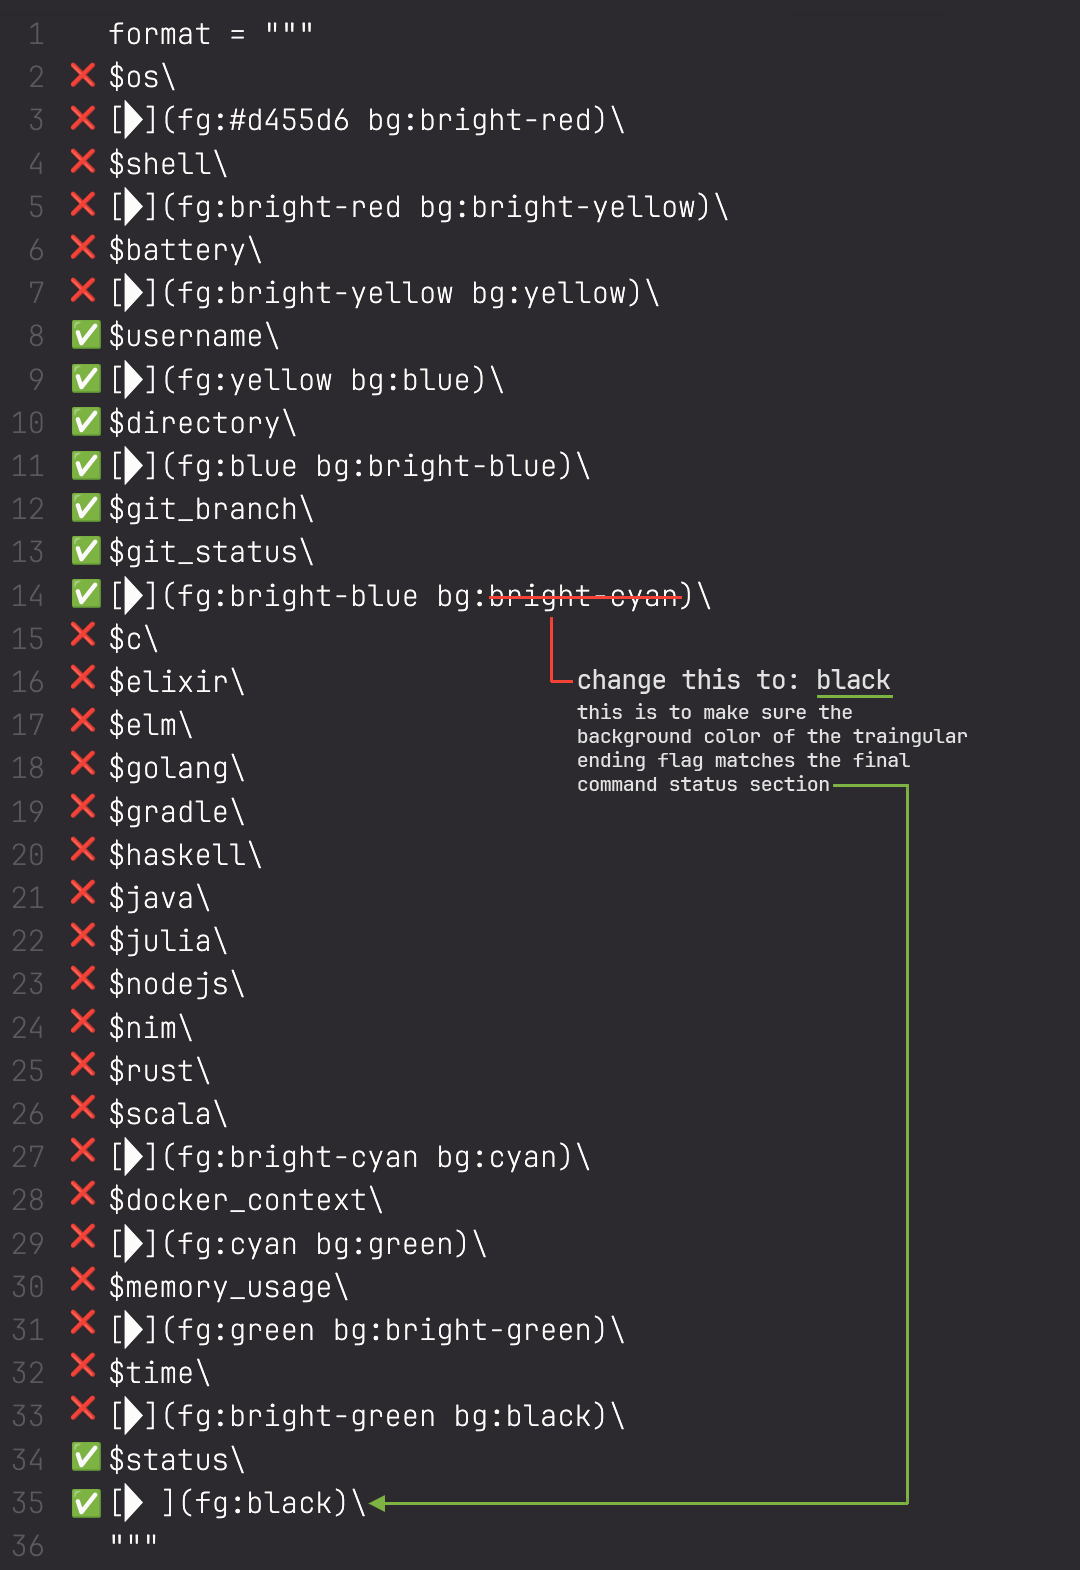 1 format = """
2 ❌ $os\
3 ❌ [](fg:#d455d6 bg:bright-red)\
4 ❌ $shell\
5 ❌ [](fg:bright-red bg:bright-yellow)\
6 ❌ $battery\
7 ❌ [](fg:bright-yellow bg:yellow)\
8 ✅ $username\
9 ✅ [](fg:yellow bg:blue)\
10 ✅ $directory\
11 ✅ [](fg:blue bg:bright-blue)\
12 ✅ $git_branch\
13 ✅ $git_status\
14 ✅ [](fg:bright-blue bg:bright-cyan)\
15 ❌ $c\
16 ❌ $elixir\
change this to: black
17 ❌ $elm\
this is to make sure the
background color of the traingular
ending flag matches the final
command status section
18 ❌ $golang\
19 ❌ $gradle\
20 ❌ $haskell\
21 ❌ $java\
22 ❌ $julia\
23 ❌ $nodejs\
24 ❌ $nim\
25 ❌ $rust\
26 ❌ $scala\
27 ❌ [](fg:bright-cyan bg:cyan)\
28 ❌ $docker_context\
29 ❌ [](fg:cyan bg:green)\
30 ❌ $memory_usage\
31 ❌ [](fg:green bg:bright-green)\
32 ❌ $time\
33 ❌ [](fg:bright-green bg:black)\
34 ✅ $status\
35 ✅ [ ](fg:black)\
36 """